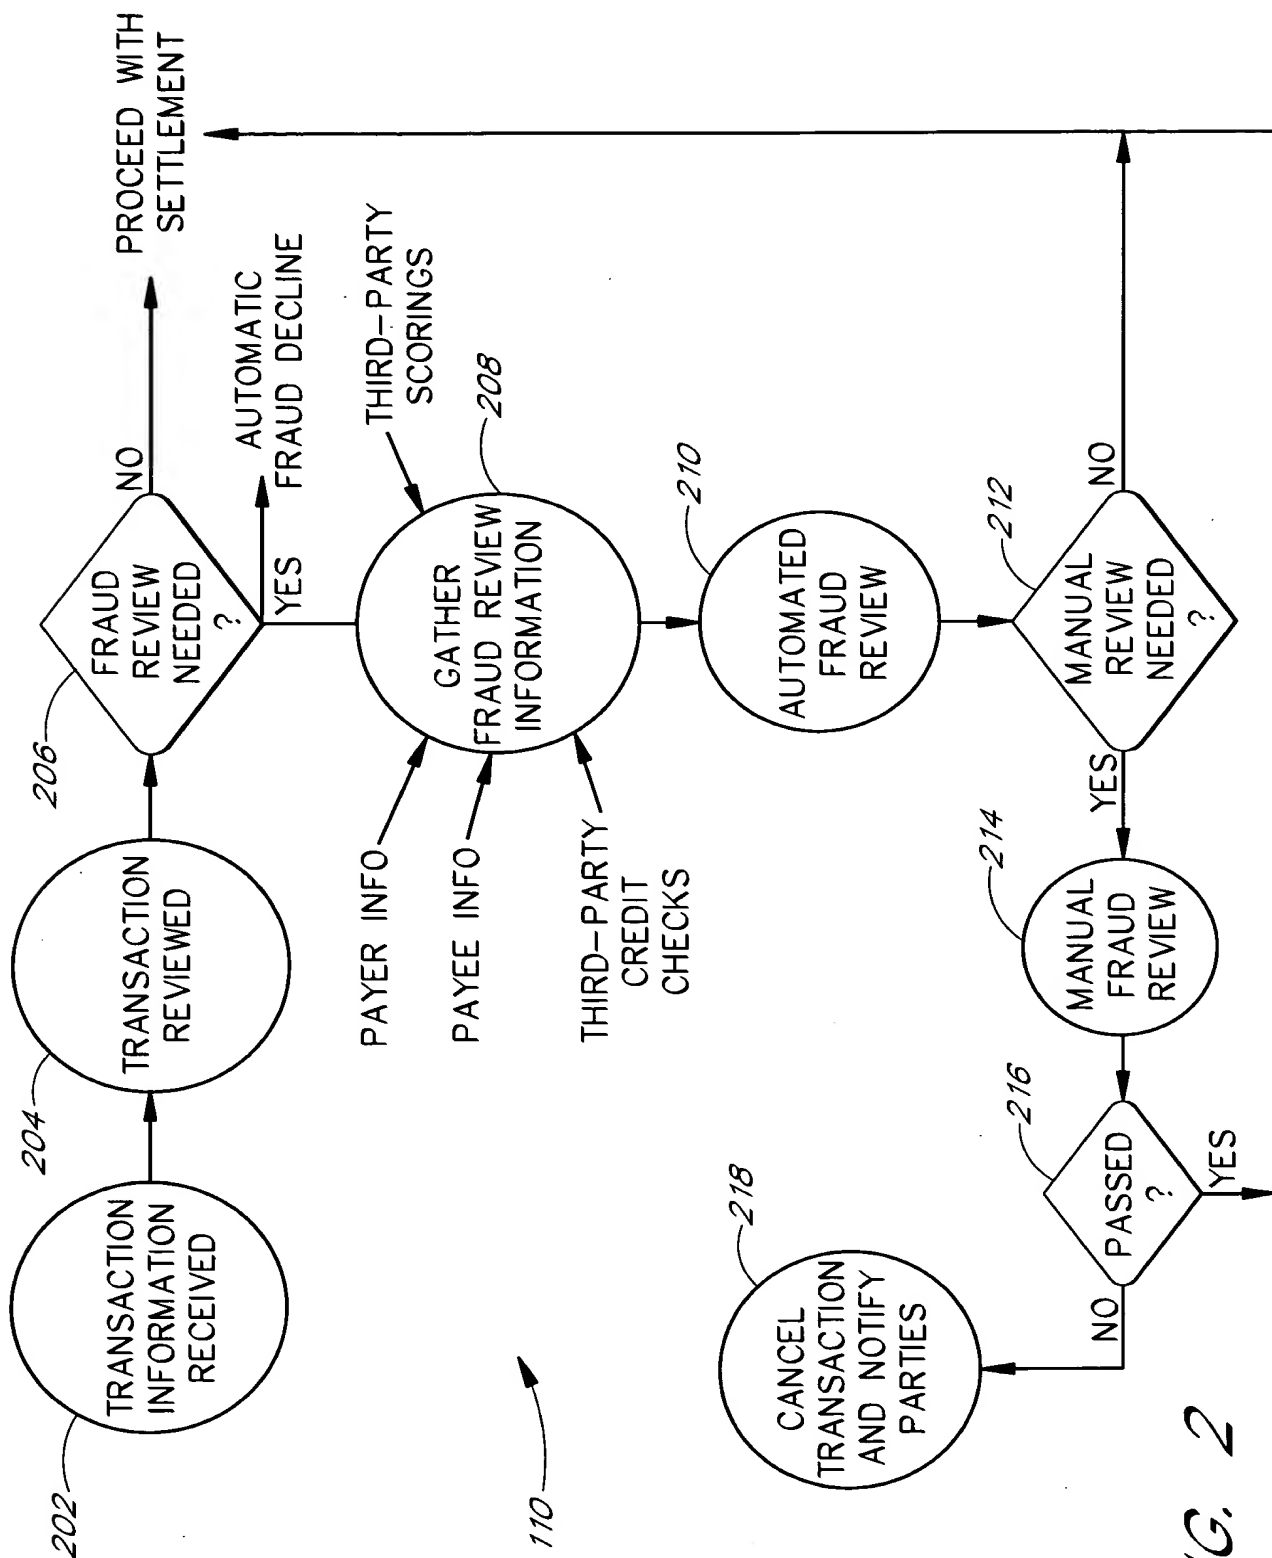 202
TRANSACTION
INFORMATION
RECEIVED
204
TRANSACTION
REVIEWED
206
FRAUD
REVIEW
NEEDED
?
NO
PROCEED WITH
SETTLEMENT
YES
AUTOMATIC
FRAUD DECLINE
PAYER INFO
PAYEE INFO
THIRD-PARTY
CREDIT
CHECKS
THIRD-PARTY
SCORINGS
208
GATHER
FRAUD REVIEW
INFORMATION
210
AUTOMATED
FRAUD
REVIEW
212
MANUAL
REVIEW
NEEDED
?
NO
YES
214
MANUAL
FRAUD
REVIEW
216
PASSED
?
YES
NO
218
CANCEL
TRANSACTION
AND NOTIFY
PARTIES
110
G. 2